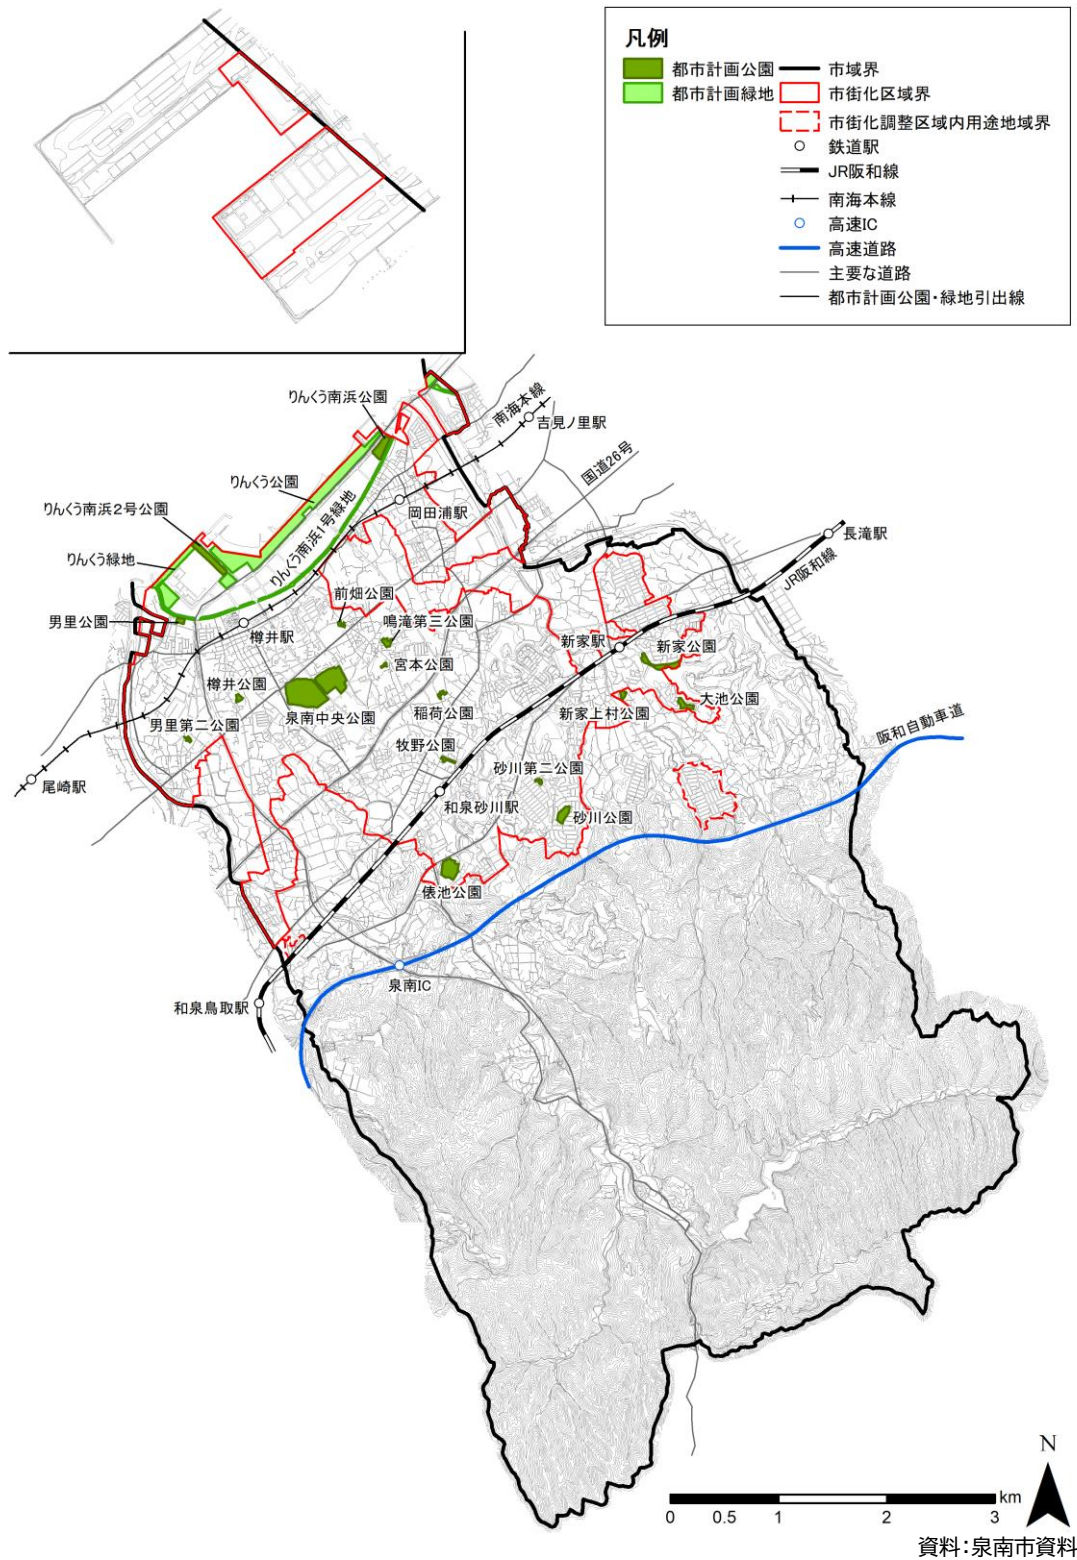 凡例
都市計画公園
都市計画緑地
市域界
市街化区域界
市街化調整区域内用途地域界
鉄道駅
JR阪和線
南海本線
高速IC
高速道路
主要な道路
都市計画公園・緑地引出線
りんくう南浜公園
南海本線
吉見ノ里駅
国道26号
りんくう公園
岡田浦駅
りんくう南浜2号公園
りんくう南浜1号緑地
長滝駅
JR阪和線
りんくう緑地
前畑公園
男里公園
鳴滝第三公園
樽井駅
新家駅
新家公園
宮本公園
樽井公園
大池公園
泉南中央公園
稲荷公園
新家上村公園
男里第二公園
阪和自動車道
牧野公園
砂川第二公園
尾崎駅
和泉砂川駅
砂川公園
俵池公園
泉南IC
和泉鳥取駅
N
km
0 0.5 1 2 3
資料：泉南市資料